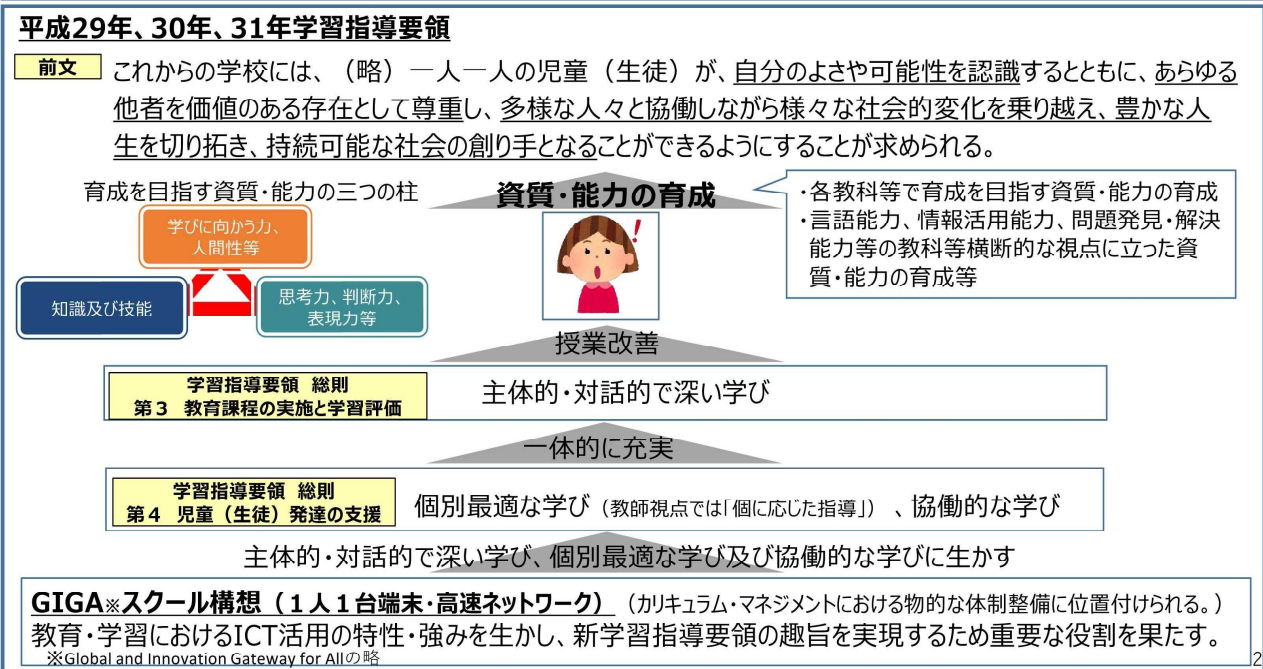 平成29年、30年、31年学習指導要領
前文 これからの学校には、（略）一人一人の児童（生徒）が、自分のよさや可能性を認識するとともに、あらゆる
他者を価値のある存在として尊重し、多様な人々と協働しながら様々な社会的変化を乗り越え、豊かな人
生を切り拓き、持続可能な社会の創り手となることができるようにすることが求められる。
育成を目指す資質・能力の三つの柱
学びに向かう力、
人間性等
知識及び技能
思考力、判断力、
表現力等
資質・能力の育成
・各教科等で育成を目指す資質・能力の育成
・言語能力、情報活用能力、問題発見・解決
能力等の教科等横断的な視点に立った資
質・能力の育成等
授業改善
学習指導要領 総則
第３ 教育課程の実施と学習評価
主体的・対話的で深い学び
一体的に充実
学習指導要領 総則
第４ 児童（生徒）発達の支援
個別最適な学び（教師視点では「個に応じた指導」）、協働的な学び
主体的・対話的で深い学び、個別最適な学び及び協働的な学びに生かす
GIGA※スクール構想（１人１台端末・高速ネットワーク）（カリキュラム・マネジメントにおける物的な体制整備に位置付けられる。）
教育・学習におけるICT活用の特性・強みを生かし、新学習指導要領の趣旨を実現するため重要な役割を果たす。
※Global and Innovation Gateway for Allの略
2